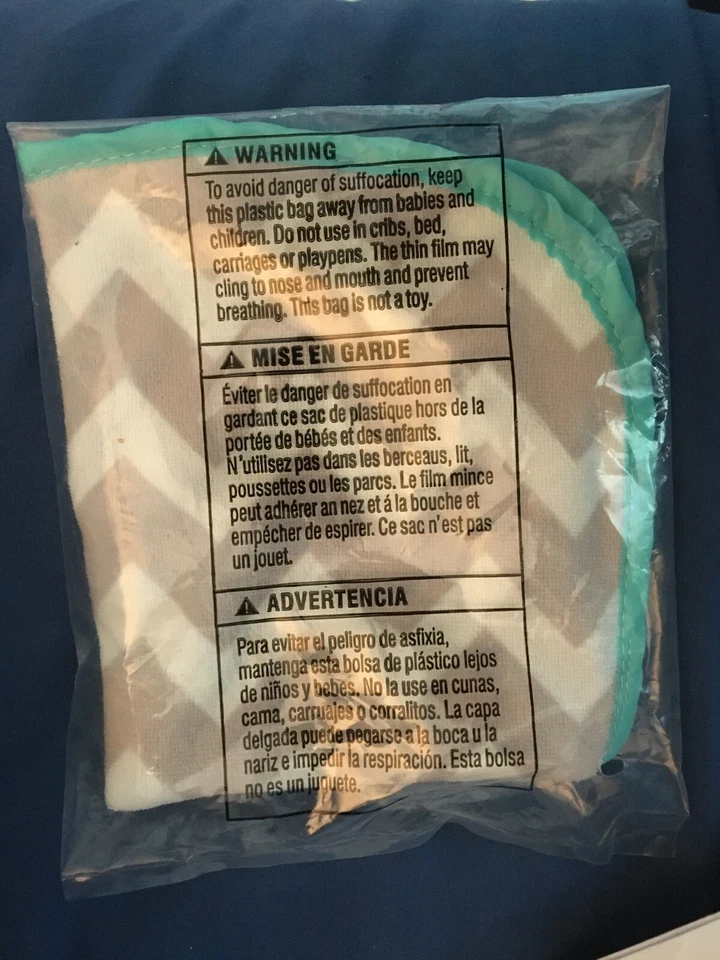 ⚠ WARNING
To avoid danger of suffocation, keep
this plastic bag away from babies and
children. Do not use in cribs, bed,
carriages or playpens. The thin film may
cling to nose and mouth and prevent
breathing. This bag is not a toy.
⚠ MISE EN GARDE
Éviter le danger de suffocation en
gardant ce sac de plastique hors de la
portée de bébés et des enfants.
N'utilisez pas dans les berceaux, lit,
poussettes ou les parcs. Le film mince
peut adhérer an nez et á la bouche et
empécher de espirer. Ce sac n'est pas
un jouet.
⚠ ADVERTENCIA
Para evitar el peligro de asfixia,
mantenga esta bolsa de plástico lejos
de niños y bebes. No la use en cunas,
cama, carruajes o corralitos. La capa
delgada puede pegarse a la boca u la
nariz e impedir la respiración. Esta bolsa
no es un juguete.